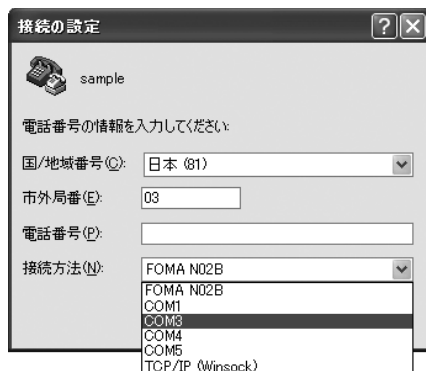 接続の設定
sample
電話番号の情報を入力してください:
国/地域番号(C): 日本 (81)
市外局番(E): 03
電話番号(P):
接続方法(N): FOMA N02B
FOMA N02B
COM1
COM3
COM4
COM5
TCP/IP (Winsock)